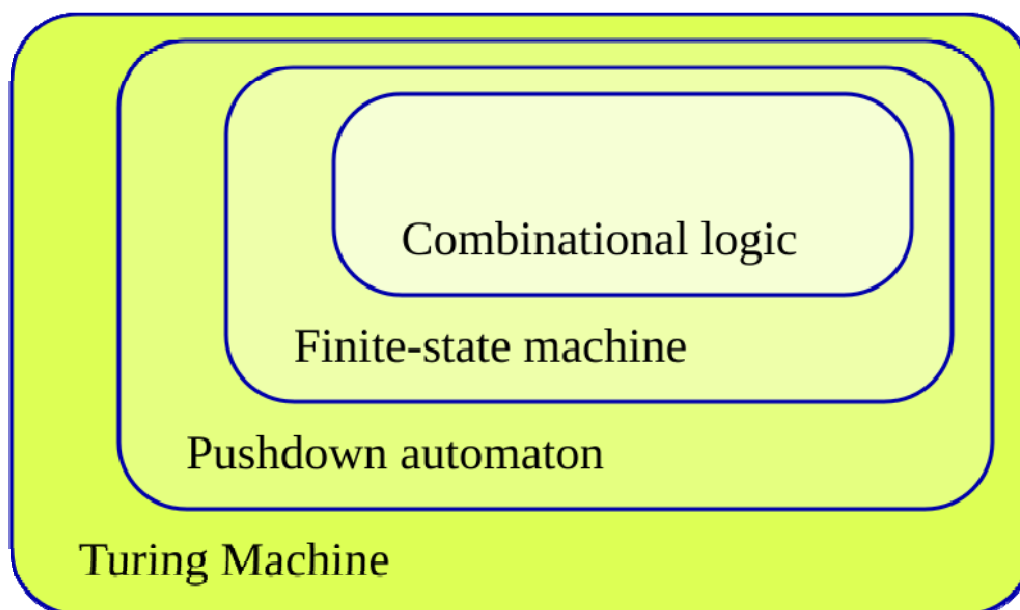 Combinational logic
Finite-state machine
Pushdown automaton
Turing Machine